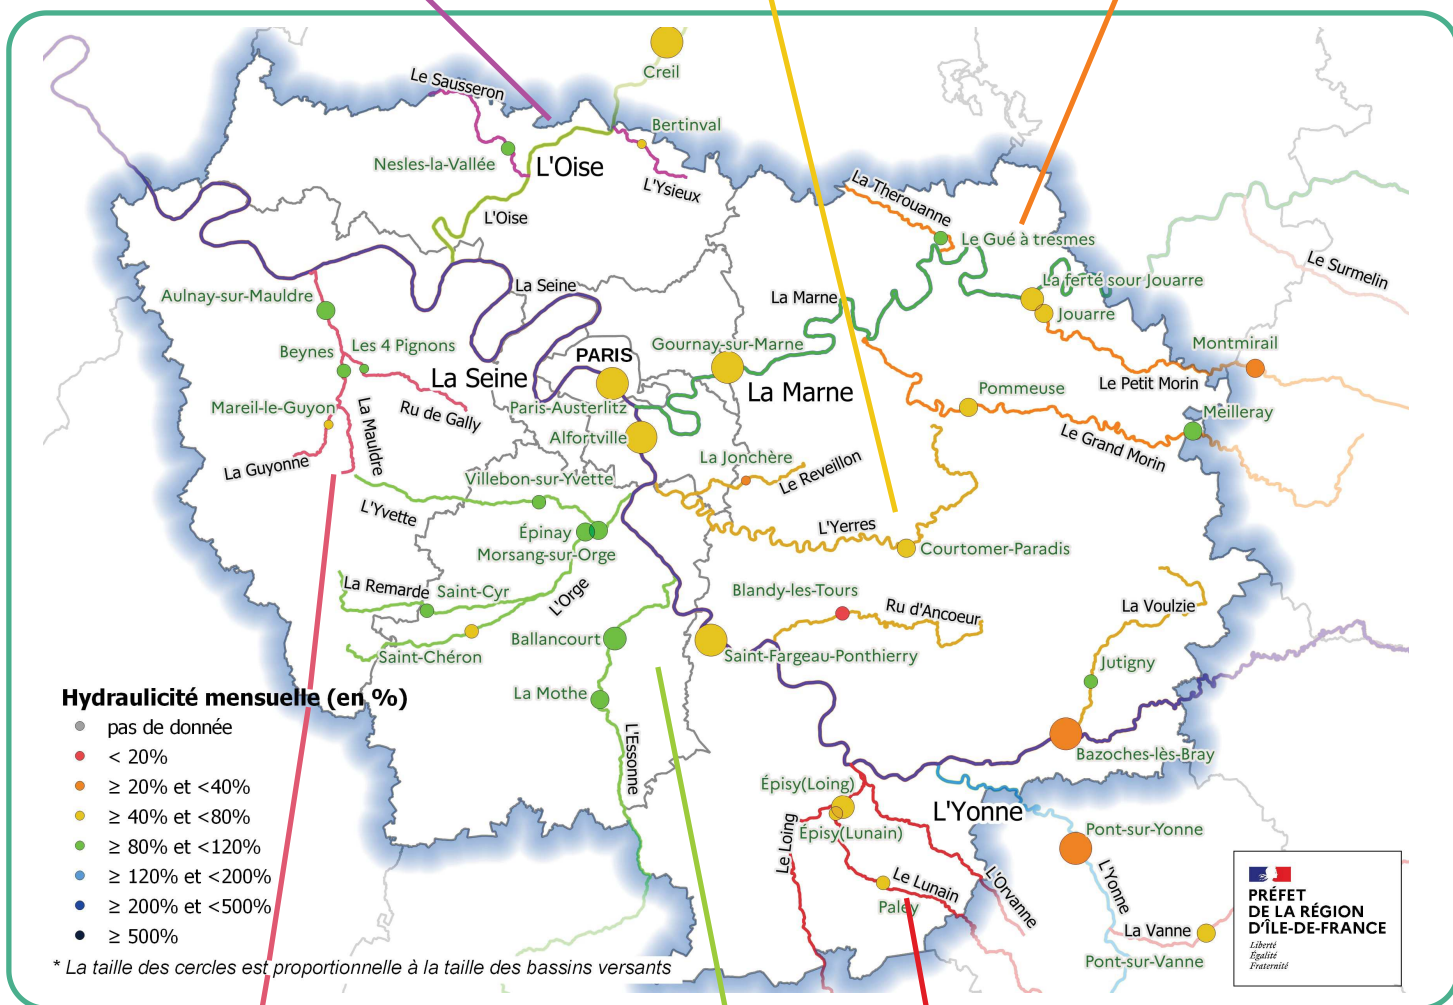 Creil
Le Sausseron
Bertinval
Nesles-la-Vallée
L'Oise
L'Ysieux
L'Oise
La Therouanne
Le Gué à tresmes
La Seine
La ferté sour Jouarre
Le Surmelin
Aulnay-sur-Mauldre
La Marne
Jouarre
Beynes
Les 4 Pignons
PARIS
Gournay-sur-Marne
Montmirail
La Seine
La Marne
Le Petit Morin
Mareil-le-Guyon
Ru de Gally
Paris-Austerlitz
Pommeuse
Meilleray
La Mauldre
Alfortville
Le Grand Morin
La Guyonne
La Jonchère
Le Reveillon
Villebon-sur-Yvette
L'Yvette
Épinay
L'Yerres
Morsang-sur-Orge
Courtomer-Paradis
La Remarde
Saint-Cyr
L'Orge
Blandy-les-Tours
Ru d'Ancoeur
La Voulzie
Ballancourt
Saint-Chéron
Saint-Fargeau-Ponthierry
Jutigny
La Mothe
L'Essonne
Bazoches-lès-Bray
Épisy(Loing)
L'Yonne
Épisy(Lunain)
Pont-sur-Yonne
Le Loing
Le Lunain
L'Orvanne
L'Yonne
Paley
La Vanne
Pont-sur-Vanne
Hydraulicité mensuelle (en %)
pas de donnée
< 20%
≥ 20% et <40%
≥ 40% et <80%
≥ 80% et <120%
≥ 120% et <200%
≥ 200% et <500%
≥ 500%
* La taille des cercles est proportionnelle à la taille des bassins versants
PRÉFET
DE LA RÉGION
D'ÎLE-DE-FRANCE
Liberté
Égalité
Fraternité